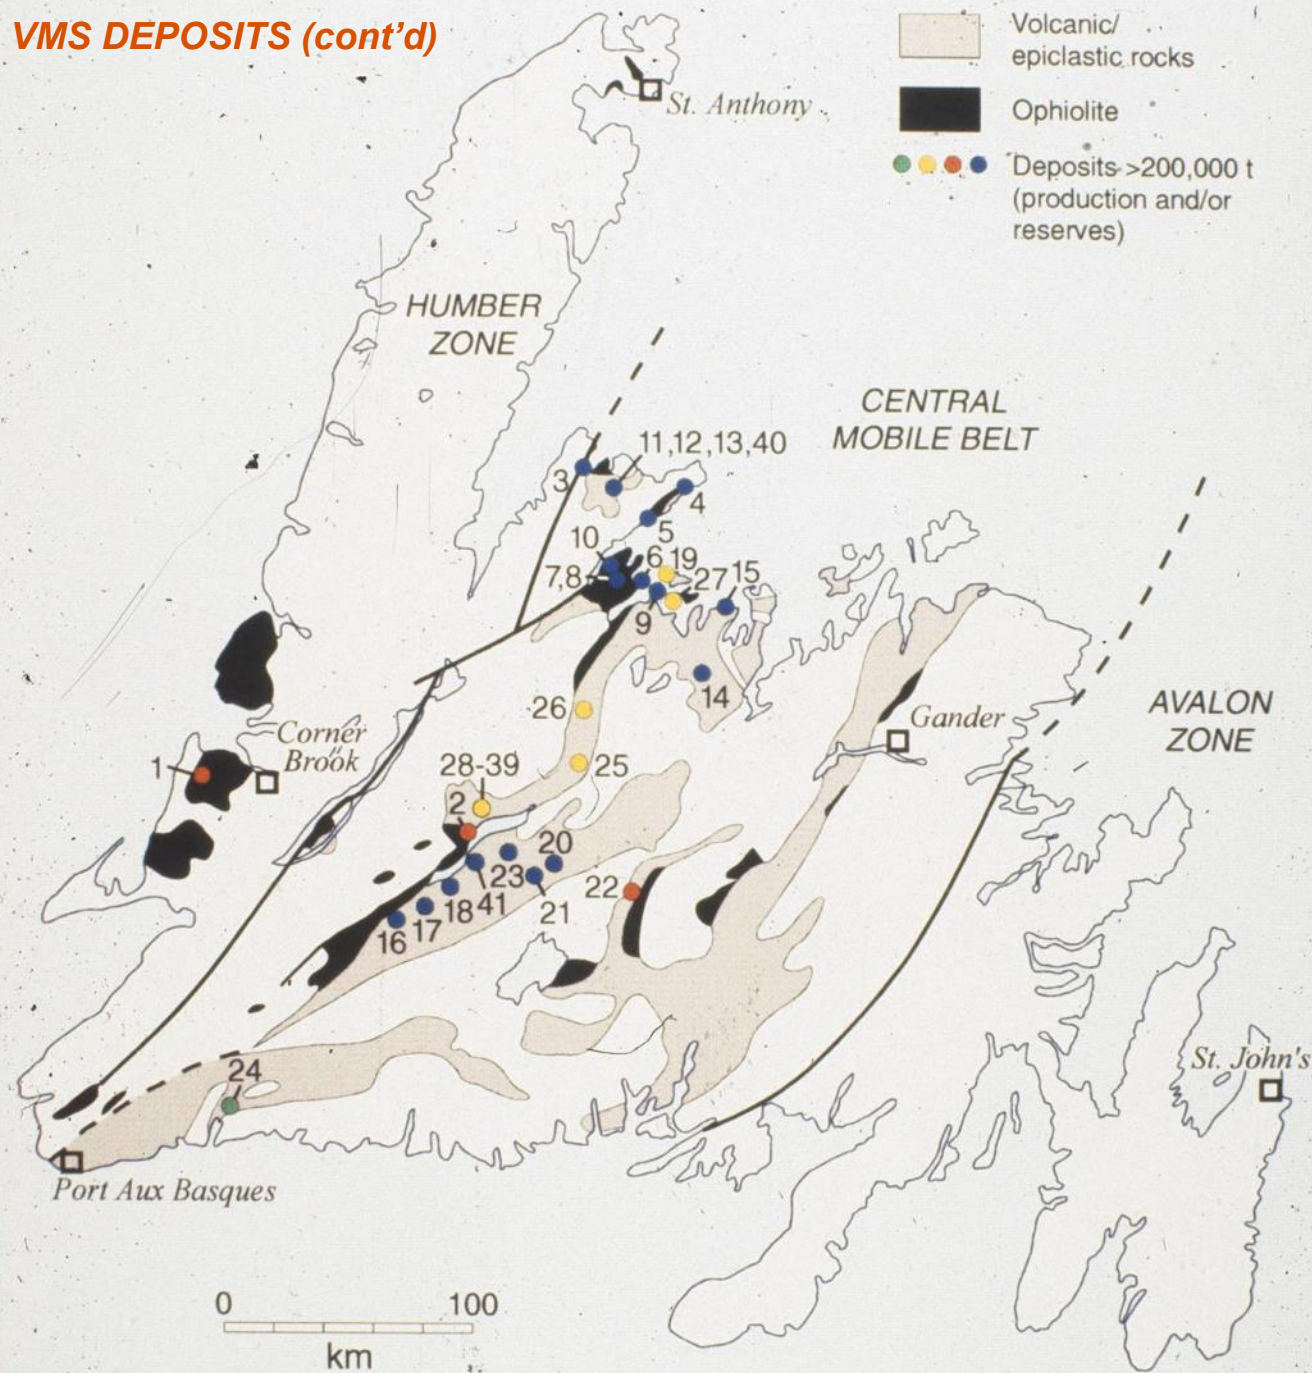 VMS DEPOSITS (cont’d)
Volcanic/
epiclastic rocks
Ophiolite
Deposits >200,000 t
(production and/or
reserves)
St. Anthony
HUMBER
ZONE
CENTRAL
MOBILE BELT
11,12,13,40
3
4
5
10
6
19
7,8
27
15
9
14
26
AVALON
ZONE
Gander
Corner
Brook
1
28-39
25
2
20
23
22
18
41
21
17
16
24
St. John's
Port Aux Basques
0
100
km